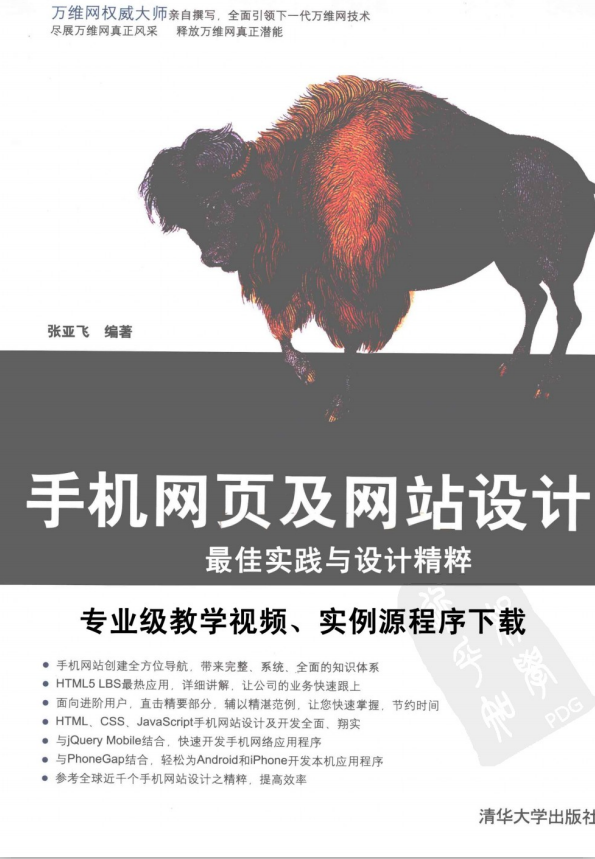 万维网权威大师亲自撰写，全面引领下一代万维网技术
尽展万维网真正风采 释放万维网真正潜能
张亚飞 编著
手机网页及网站设计
最佳实践与设计精粹
专业级教学视频、实例源程序下载
● 手机网站创建全方位导航，带来完整、系统、全面的知识体系
● HTML5 LBS最热应用，详细讲解，让公司的业务快速跟上
● 面向进阶用户，直击精要部分，辅以精湛范例，让您快速掌握，节约时间
● HTML、CSS、JavaScript手机网站设计及开发全面、翔实
● 与jQuery Mobile结合，快速开发手机网络应用程序
● 与PhoneGap结合，轻松为Android和iPhone开发本机应用程序
● 参考全球近千个手机网站设计之精粹，提高效率
PDG
清华大学出版社